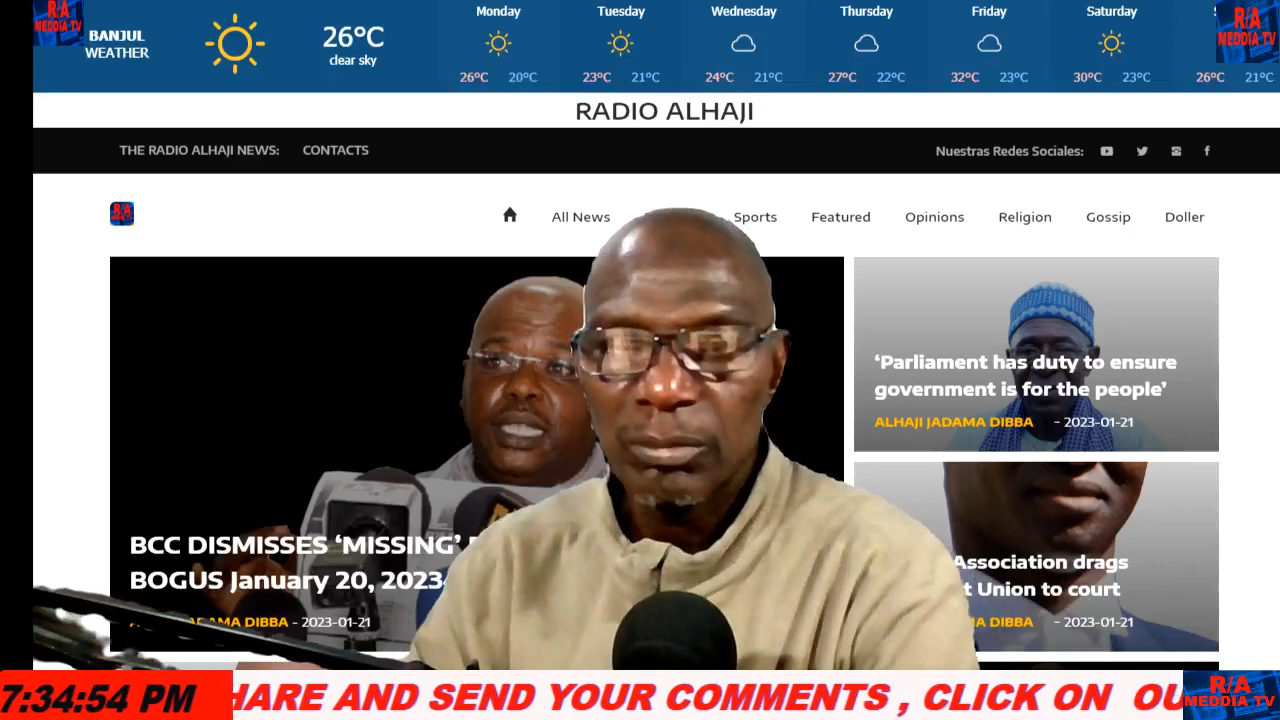 R/A
MEDDIA TV
BANJUL
WEATHER
26°C
clear sky
Monday
26°C 20°C
Tuesday
23°C 21°C
Wednesday
24°C 21°C
Thursday
27°C 22°C
Friday
32°C 23°C
Saturday
30°C 23°C
26°C 21°C
R/A
MEDDIA TV
RADIO ALHAJI
THE RADIO ALHAJI NEWS:
CONTACTS
Nuestras Redes Sociales:
R/A
All News
Sports
Featured
Opinions
Religion
Gossip
Doller
BCC DISMISSES ‘MISSING’
BOGUS January 20, 2023
DAMA DIBBA - 2023-01-21
‘Parliament has duty to ensure
government is for the people’
ALHAJI JADAMA DIBBA - 2023-01-21
Association drags
Union to court
DIBBA - 2023-01-21
7:34:54 PM
HARE AND SEND YOUR COMMENTS , CLICK ON OU
R/A
MEDDIA TV